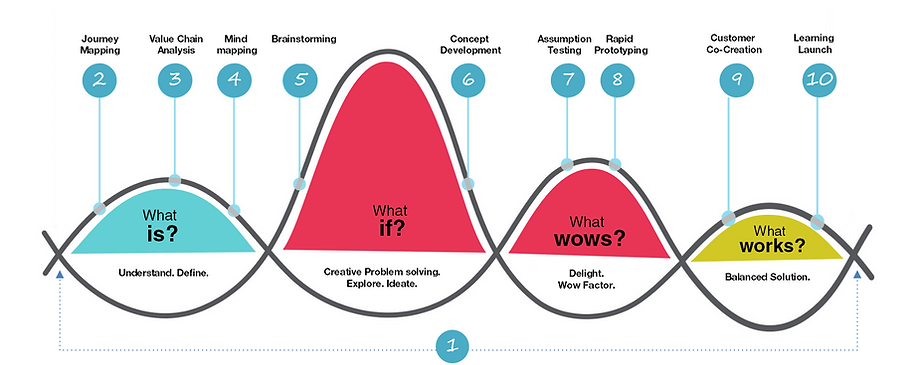 Journey
Mapping
Value Chain
Analysis
Mind
mapping
Brainstorming
Concept
Development
Assumption
Testing
Rapid
Prototyping
Customer
Co-Creation
Learning
Launch
2
3
4
5
6
7
8
9
10
What
is?
What
if?
What
wows?
What
works?
Understand. Define.
Creative Problem solving.
Explore. Ideate.
Delight.
Wow Factor.
Balanced Solution.
1